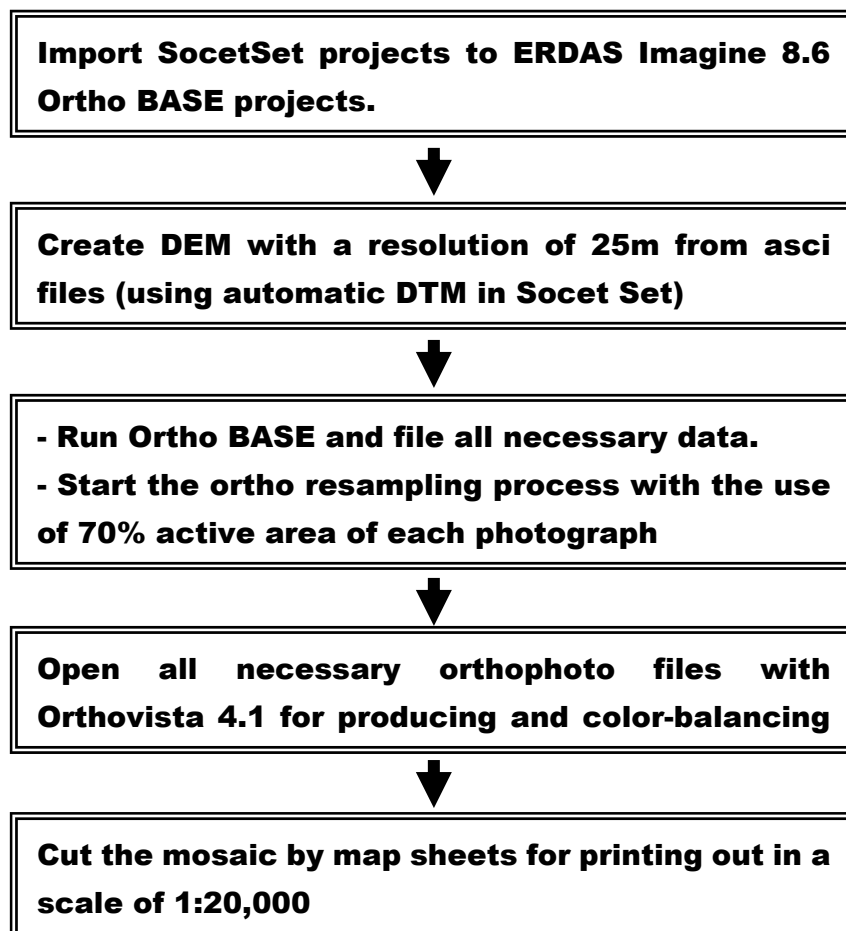 Import SocetSet projects to ERDAS Imagine 8.6
Ortho BASE projects.
Create DEM with a resolution of 25m from asci
files (using automatic DTM in Socet Set)
- Run Ortho BASE and file all necessary data.
- Start the ortho resampling process with the use
of 70% active area of each photograph
Open all necessary orthophoto files with
Orthovista 4.1 for producing and color-balancing
Cut the mosaic by map sheets for printing out in a
scale of 1:20,000